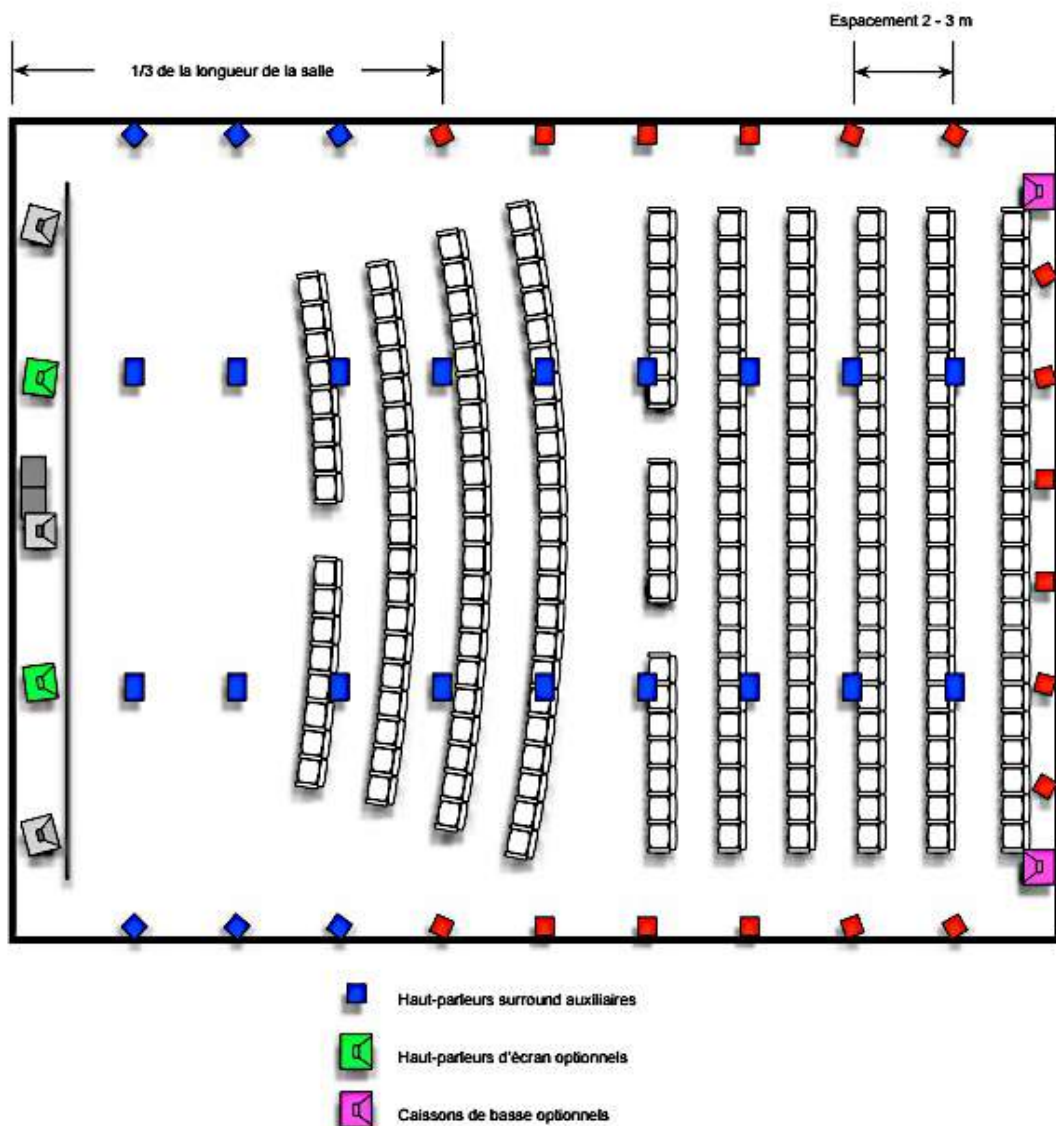 Espacement 2 - 3 m
1/3 de la longueur de la salle
Haut-parleurs surround auxiliaires
Haut-parleurs d'écran optionnels
Caissons de basse optionnels